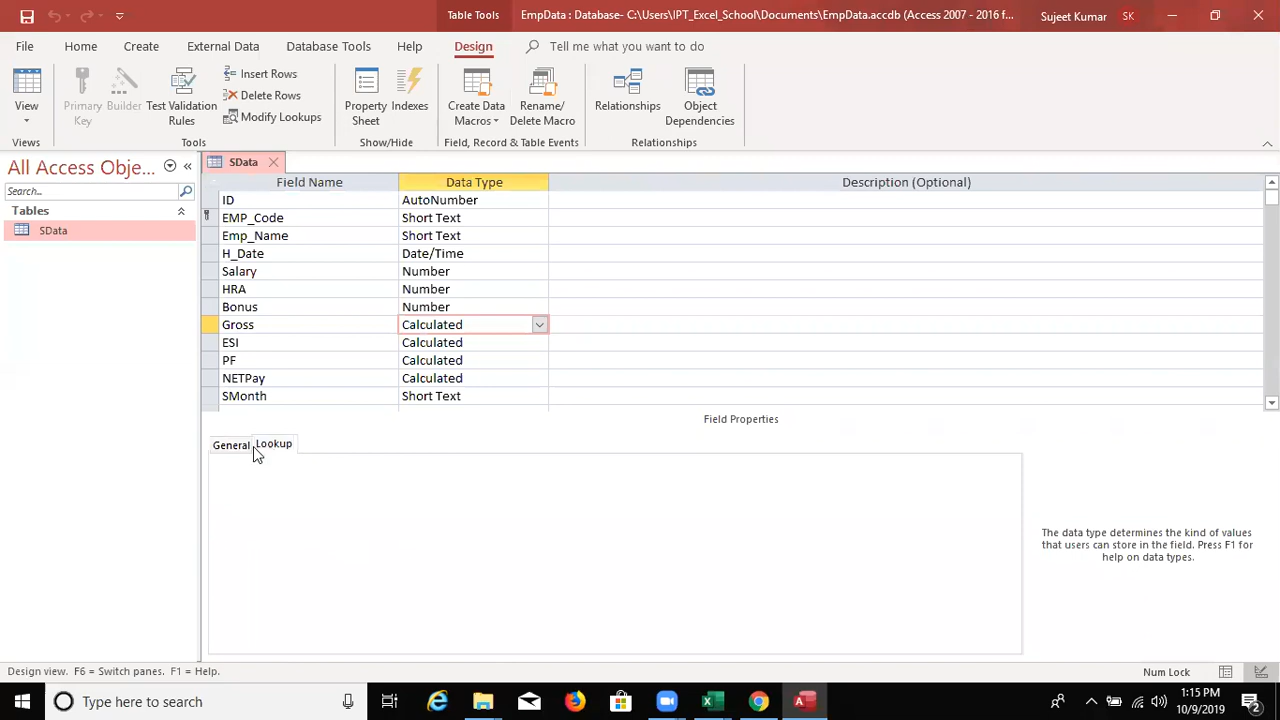 Table Tools
EmpData : Database- C:\Users\IPT_Excel_School\Documents\EmpData.accdb (Access 2007 - 2016 f...
Sujeet Kumar
SK
File
Home
Create
External Data
Database Tools
Help
Design
Tell me what you want to do
View
Primary Key
Builder
Test Validation Rules
Insert Rows
Delete Rows
Modify Lookups
Property Sheet
Indexes
Create Data Macros
Rename/ Delete Macro
Relationships
Object Dependencies
Views
Tools
Show/Hide
Field, Record & Table Events
Relationships
All Access Obje...
Search...
Tables
SData
SData
Field Name Data Type Description (Optional)
ID AutoNumber
EMP_Code Short Text
Emp_Name Short Text
H_Date Date/Time
Salary Number
HRA Number
Bonus Number
Gross Calculated
ESI Calculated
PF Calculated
NETPay Calculated
SMonth Short Text
Field Properties
General Lookup
The data type determines the kind of values
that users can store in the field. Press F1 for
help on data types.
Design view. F6 = Switch panes. F1 = Help.
Num Lock
Type here to search
1:15 PM
10/9/2019
2